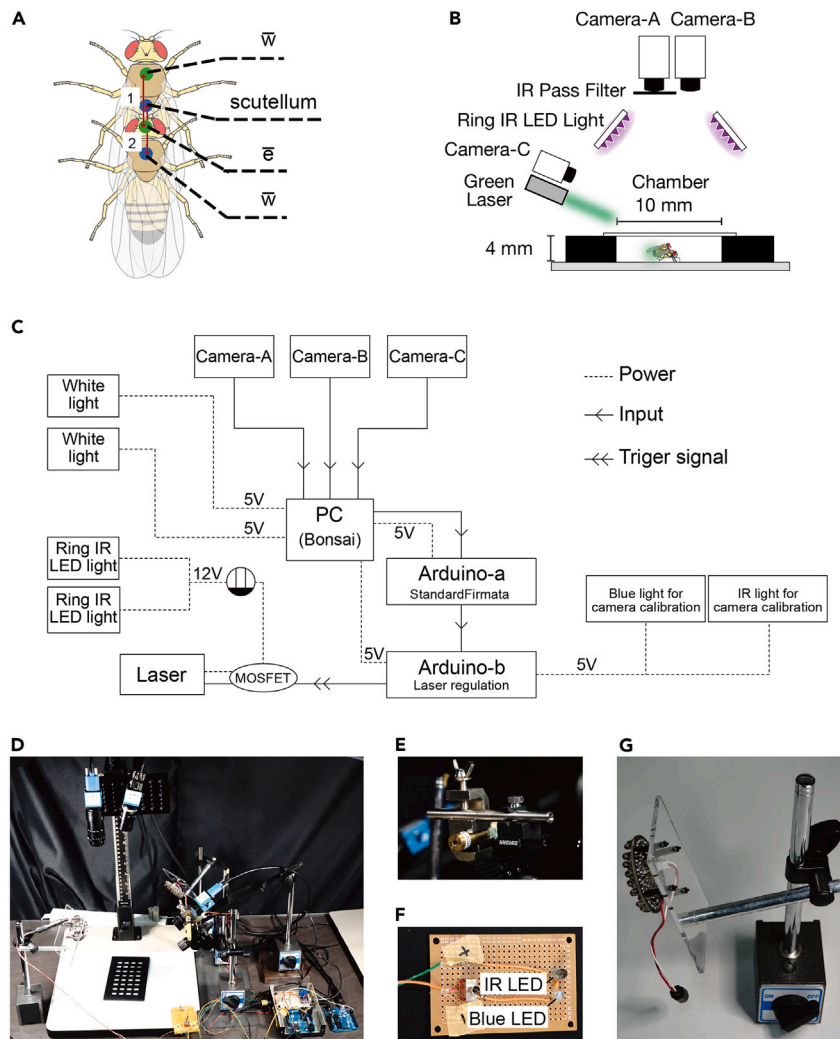 A
w̅
1
scutellum
2
e̅
w̅
B
Camera-A Camera-B
IR Pass Filter
Ring IR LED Light
Camera-C
Green
Laser
Chamber
10 mm
4 mm
C
Camera-A
Camera-B
Camera-C
White
light
White
light
Power
Input
Triger signal
5V
5V
PC
(Bonsai)
5V
Ring IR
LED light
Ring IR
LED light
12V
Arduino-a
StandardFirmata
Blue light for
camera calibration
IR light for
camera calibration
5V
Laser
MOSFET
Arduino-b
Laser regulation
5V
D
E
F
+
IR LED
Blue LED
G
ON
OFF